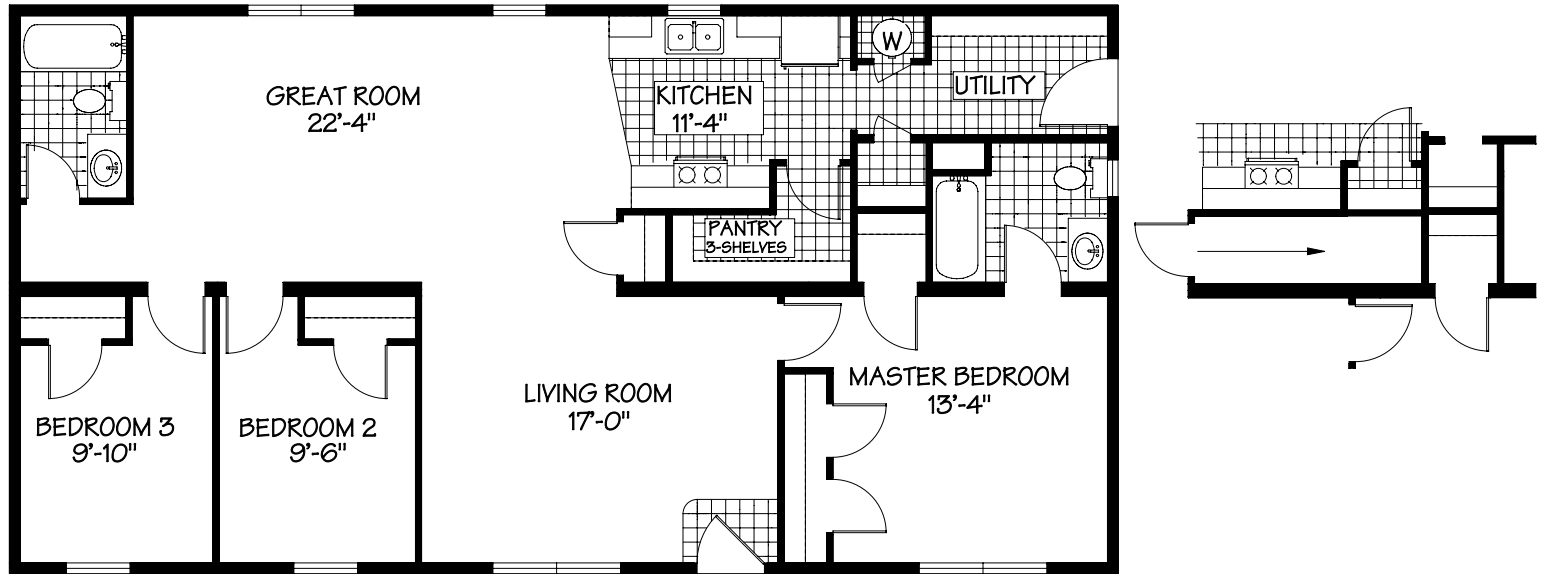 GREAT ROOM
22'-4"
KITCHEN
11'-4"
W
UTILITY
PANTRY
3-SHELVES
LIVING ROOM
17'-0"
MASTER BEDROOM
13'-4"
BEDROOM 3
9'-10"
BEDROOM 2
9'-6"